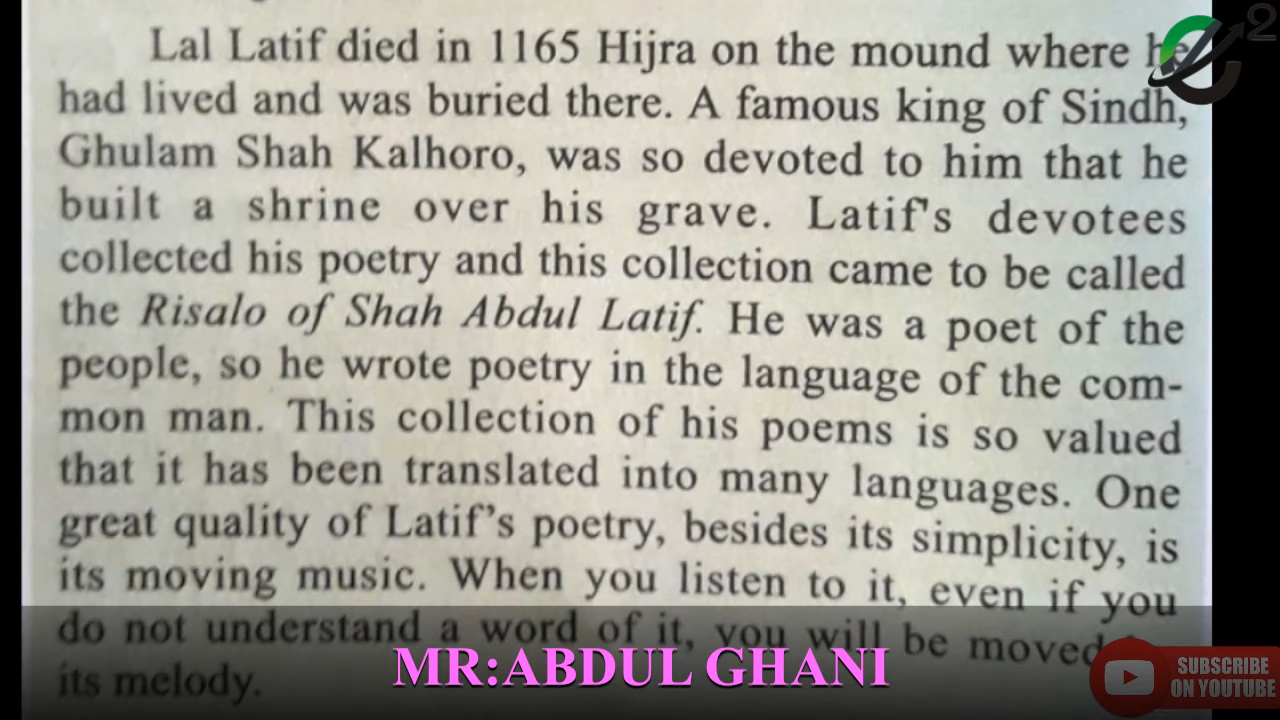 Lal Latif died in 1165 Hijra on the mound where he
had lived and was buried there. A famous king of Sindh,
Ghulam Shah Kalhoro, was so devoted to him that he
built a shrine over his grave. Latif's devotees
collected his poetry and this collection came to be called
the Risalo of Shah Abdul Latif. He was a poet of the
people, so he wrote poetry in the language of the com-
mon man. This collection of his poems is so valued
that it has been translated into many languages. One
great quality of Latif's poetry, besides its simplicity, is
its moving music. When you listen to it, even if you
do not understand a word of it, you will be moved
its melody.
MR:ABDUL GHANI
SUBSCRIBE
ON YOUTUBE
2